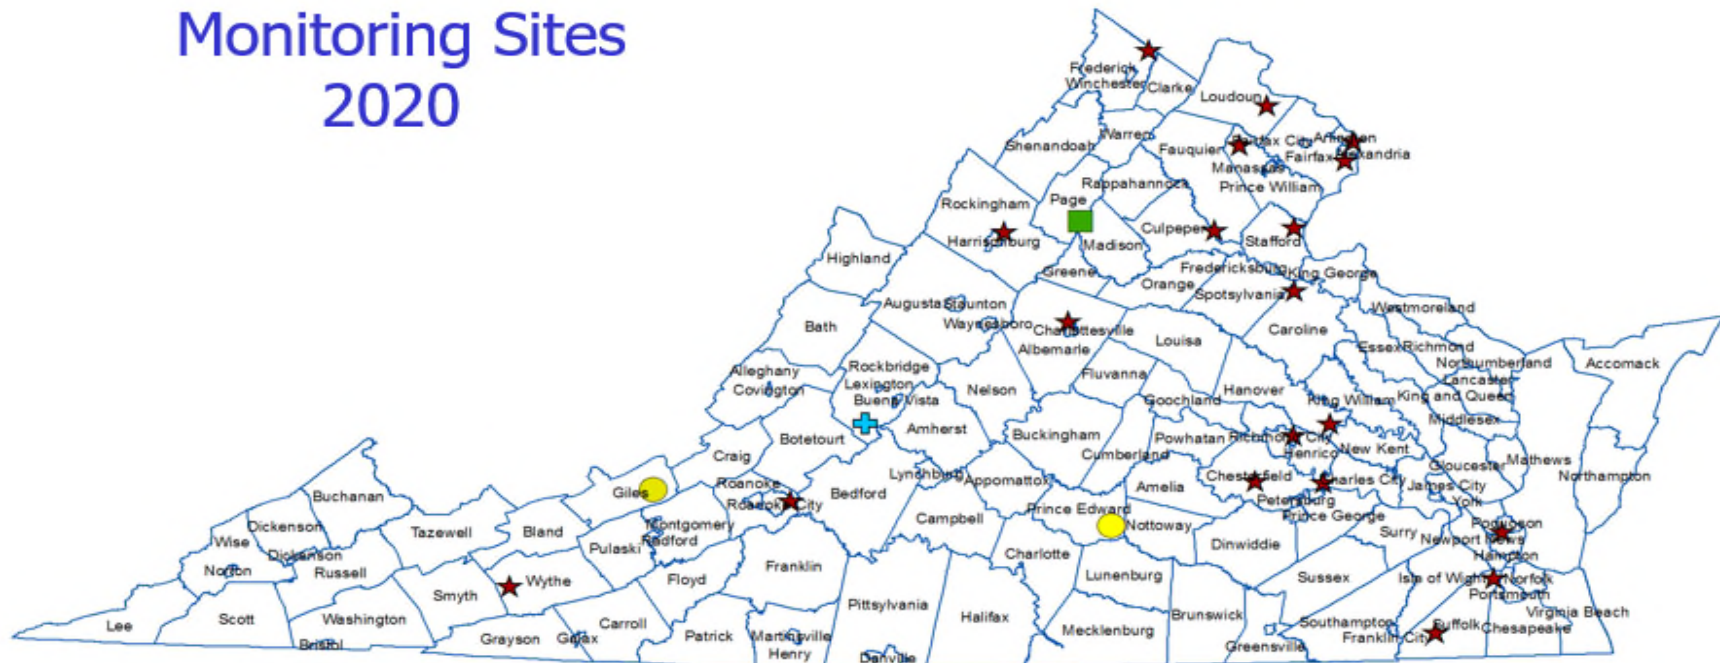 Monitoring Sites
2020
Frederick
Winchester
Clarke
Loudoun
Warren
Shenandoah
Fauquier
Fairfax City
Arlington
Fairfax
Alexandria
Manassas
Prince William
Rappahannock
Page
Rockingham
Harrisonburg
Madison
Culpeper
Stafford
Highland
Greene
Fredericksburg
King George
Orange
Spotsylvania
Augusta
Staunton
Westmoreland
Waynesboro
Charlottesville
Caroline
Bath
Albemarle
Louisa
Essex
Richmond
Northumberland
Accomack
Rockbridge
Alleghany
Covington
Lexington
Buena Vista
Nelson
Fluvanna
Hanover
Lancaster
King and Queen
King William
Goochland
Middlesex
Amherst
Botetourt
Buckingham
Powhatan
Richmond City
Henrico
New Kent
Cumberland
Craig
Gloucester
Mathews
Northampton
Lynchburg
Appomattox
Chesterfield
Charles City
James City
Roanoke
Roanoke City
Bedford
Amelia
Giles
Buchanan
Petersburg
York
Prince George
Prince Edward
Nottoway
Campbell
Montgomery
Radford
Poquoson
Dickenson
Tazewell
Bland
Surry
Newport News
Wise
Pulaski
Dinwiddie
Dickenson
Charlotte
Hampton
Norton
Russell
Franklin
Lunenburg
Sussex
Isle of Wight
Norfolk
Wythe
Floyd
Smyth
Portsmouth
Pittsylvania
Halifax
Brunswick
Virginia Beach
Lee
Scott
Washington
Carroll
Southampton
Suffolk
Chesapeake
Mecklenburg
Franklin City
Bristol
Grayson
Galax
Patrick
Martinsville
Henry
Danville
Greensville